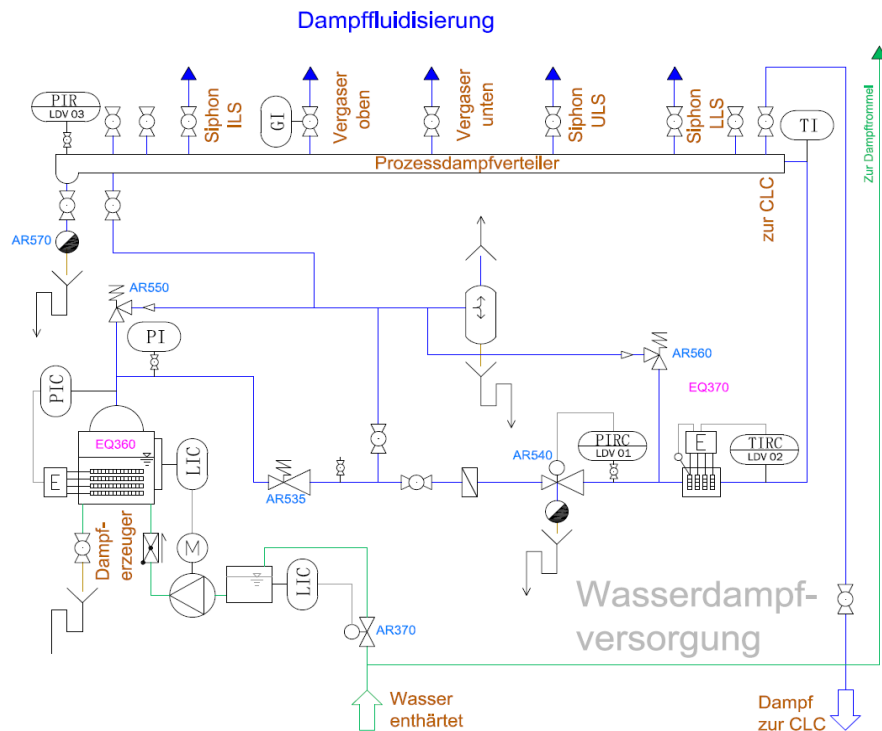 Dampffluidisierung
PIR
LDV 03
Siphon
ILS
GI
Vergaser
oben
Vergaser
unten
Siphon
ULS
Siphon
LLS
TI
Zur Dampftrommel
Prozessdampfverteiler
zur CLC
AR570
AR550
PI
AR560
PIC
EQ370
EQ360
E
LIC
AR535
AR540
PIRC
LDV 01
E
TIRC
LDV 02
Dampf-
erzeuger
M
LIC
AR370
Wasserdampf-
versorgung
Wasser
enthärtet
Dampf
zur CLC